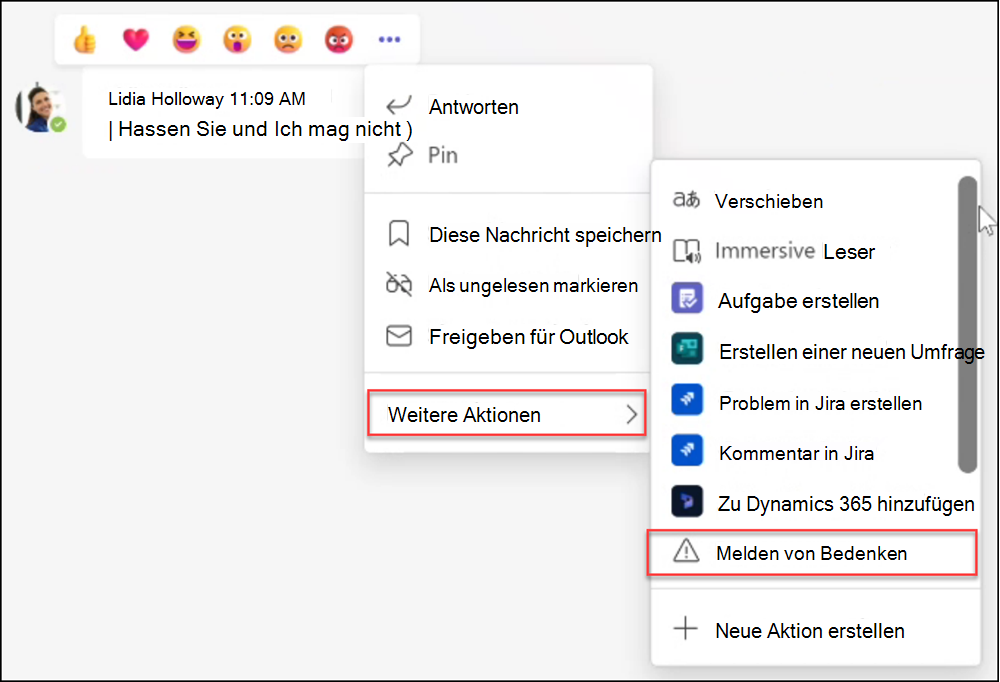 Lidia Holloway 11:09 AM
| Hassen Sie und Ich mag nicht )
Antworten
Pin
Diese Nachricht speichern
Als ungelesen markieren
Freigeben für Outlook
Weitere Aktionen
aあ Verschieben
Immersive Leser
Aufgabe erstellen
Erstellen einer neuen Umfrage
Problem in Jira erstellen
Kommentar in Jira
Zu Dynamics 365 hinzufügen
Melden von Bedenken
Neue Aktion erstellen